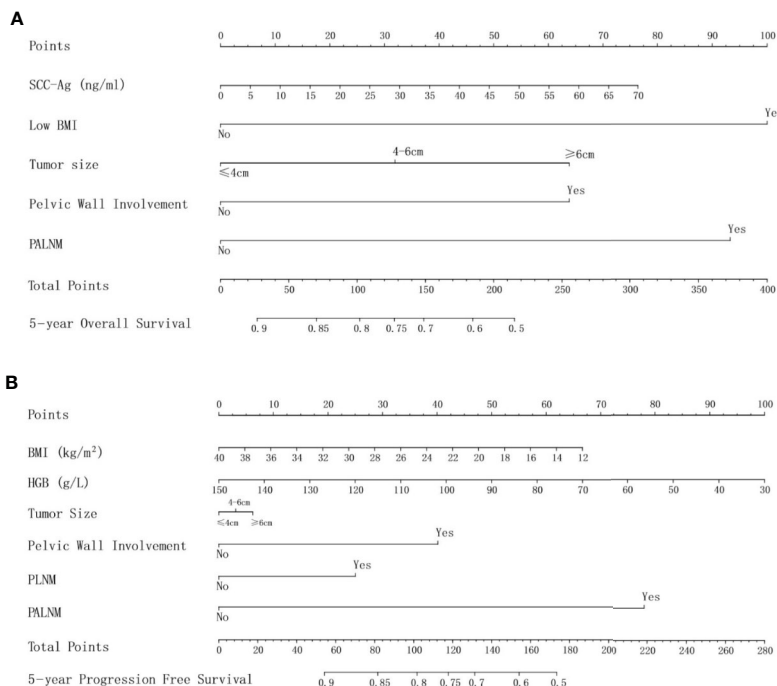 A
Points 0 10 20 30 40 50 60 70 80 90 100
SCC-Ag (ng/ml) 0 5 10 15 20 25 30 35 40 45 50 55 60 65 70
Ye
Low BMI
No
4-6cm ≥6cm
Tumor size
≤4cm
Yes
Pelvic Wall Involvement
No
Yes
PALNM
No
Total Points 0 50 100 150 200 250 300 350 400
5-year Overall Survival 0.9 0.85 0.8 0.75 0.7 0.6 0.5
B
Points 0 10 20 30 40 50 60 70 80 90 100
BMI (kg/m²) 40 38 36 34 32 30 28 26 24 22 20 18 16 14 12
HGB (g/L) 150 140 130 120 110 100 90 80 70 60 50 40 30
4-6cm
Tumor Size
≤4cm ≥6cm
Yes
Pelvic Wall Involvement
No
Yes
PLNM
No
Yes
PALNM
No
Total Points 0 20 40 60 80 100 120 140 160 180 200 220 240 260 280
5-year Progression Free Survival 0.9 0.85 0.8 0.75 0.7 0.6 0.5